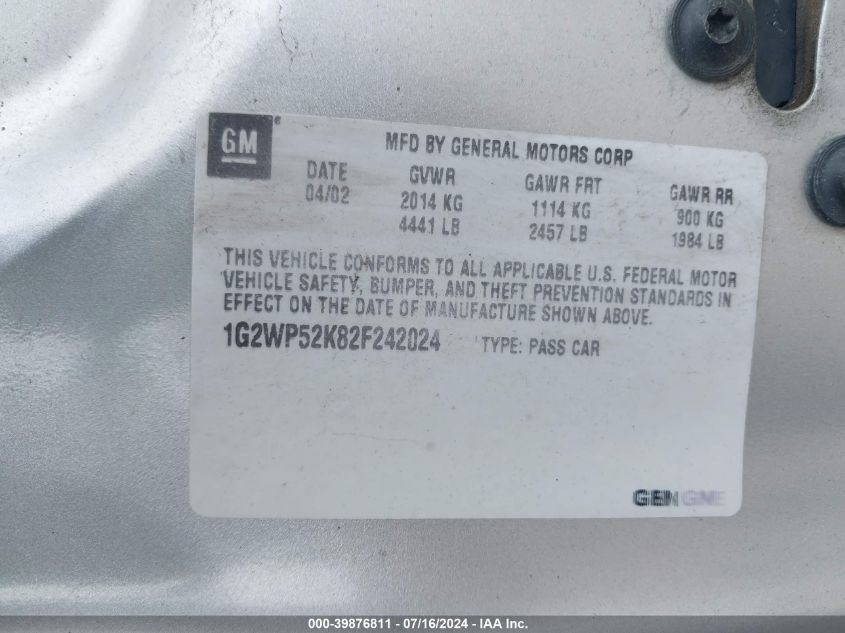 GM® MFD BY GENERAL MOTORS CORP
DATE GVWR GAWR FRT GAWR RR
04/02 2014 KG 1114 KG 900 KG
4441 LB 2457 LB 1984 LB
THIS VEHICLE CONFORMS TO ALL APPLICABLE U.S. FEDERAL MOTOR
VEHICLE SAFETY, BUMPER, AND THEFT PREVENTION STANDARDS IN
EFFECT ON THE DATE OF MANUFACTURE SHOWN ABOVE.
1G2WP52K82F242024 TYPE: PASS CAR
000-39876811 / 07/16/2024 - IAA Inc.